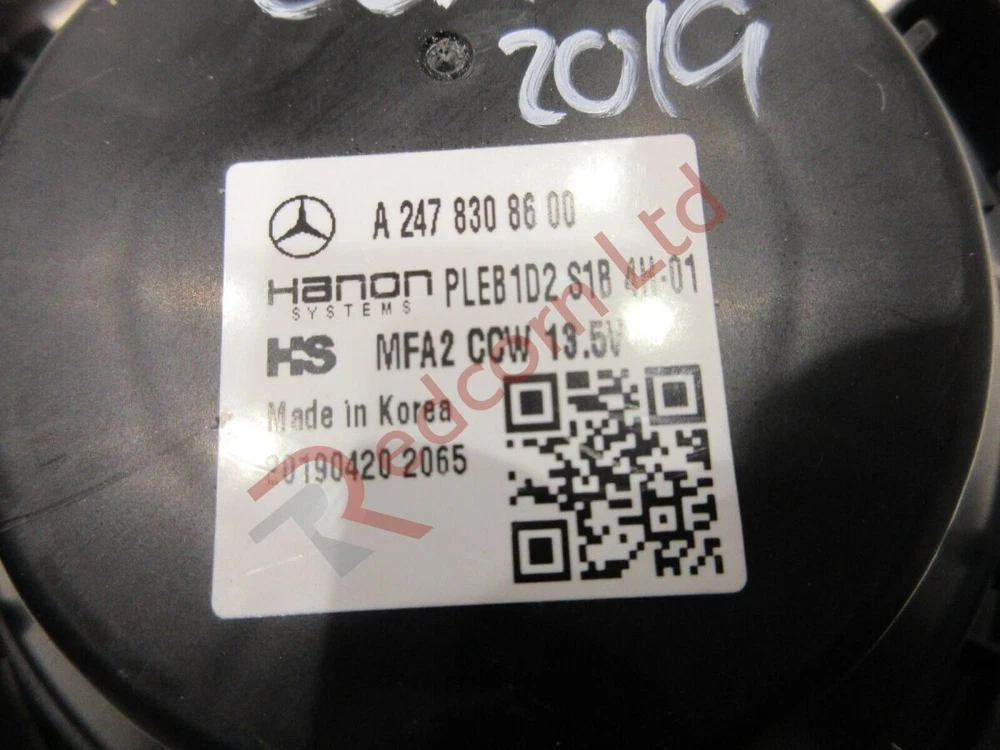 2019
A 247 830 86 00
Hanon PLEB1D2 S1B 4H-01
SYSTEMS
HS MFA2 CCW 13.5V
Made in Korea
20190420 2065
Redcorn Ltd